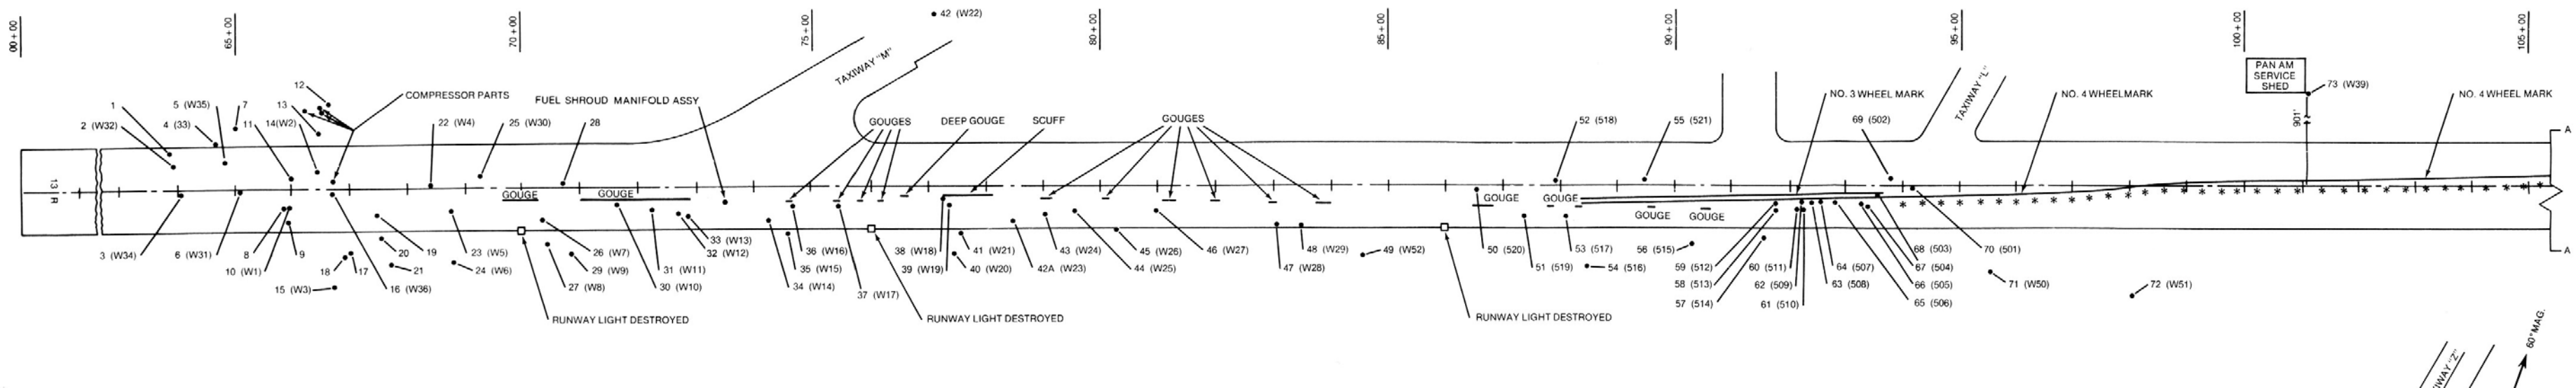 00+00
65+00
70+00
75+00
80+00
85+00
90+00
95+00
100+00
105+00
42 (W22)
TAXIWAY "M"
TAXIWAY "L"
PAN AM
SERVICE
SHED
73 (W39)
901'
12
13
COMPRESSOR PARTS
FUEL SHROUD MANIFOLD ASSY
NO. 3 WHEEL MARK
NO. 4 WHEELMARK
NO. 4 WHEEL MARK
1
2 (W32)
5 (W35)
4 (33)
7
11
14(W2)
22 (W4)
25 (W30)
28
GOUGES
DEEP GOUGE
SCUFF
GOUGES
52 (518)
55 (521)
69 (502)
A
13 R
GOUGE
GOUGE
GOUGE
GOUGE
GOUGE
GOUGE
3 (W34)
6 (W31)
8
10 (W1)
9
18
17
15 (W3)
20
19
21
16 (W36)
23 (W5)
24 (W6)
26 (W7)
29 (W9)
27 (W8)
33 (W13)
32 (W12)
31 (W11)
30 (W10)
36 (W16)
35 (W15)
34 (W14)
37 (W17)
38 (W18)
39 (W19)
41 (W21)
40 (W20)
43 (W24)
42A (W23)
45 (W26)
44 (W25)
46 (W27)
48 (W29)
47 (W28)
49 (W52)
50 (520)
51 (519)
53 (517)
54 (516)
56 (515)
59 (512)
58 (513)
57 (514)
60 (511)
62 (509)
61 (510)
64 (507)
63 (508)
68 (503)
67 (504)
66 (505)
65 (506)
70 (501)
71 (W50)
72 (W51)
A
RUNWAY LIGHT DESTROYED
RUNWAY LIGHT DESTROYED
RUNWAY LIGHT DESTROYED
60° MAG.
IWAY "Z"